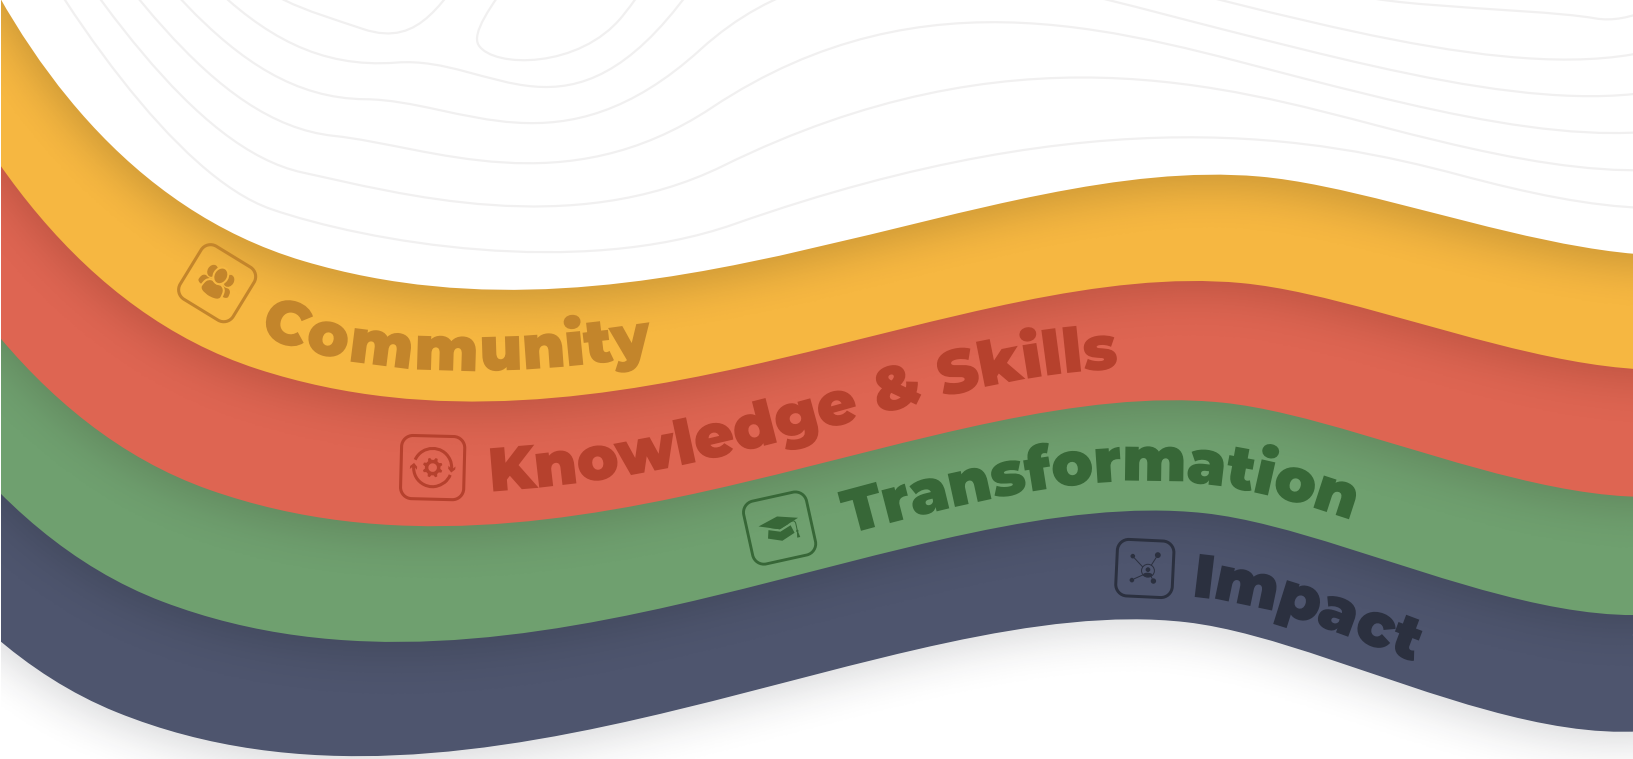 Community
Knowledge & Skills
Transformation
Impact